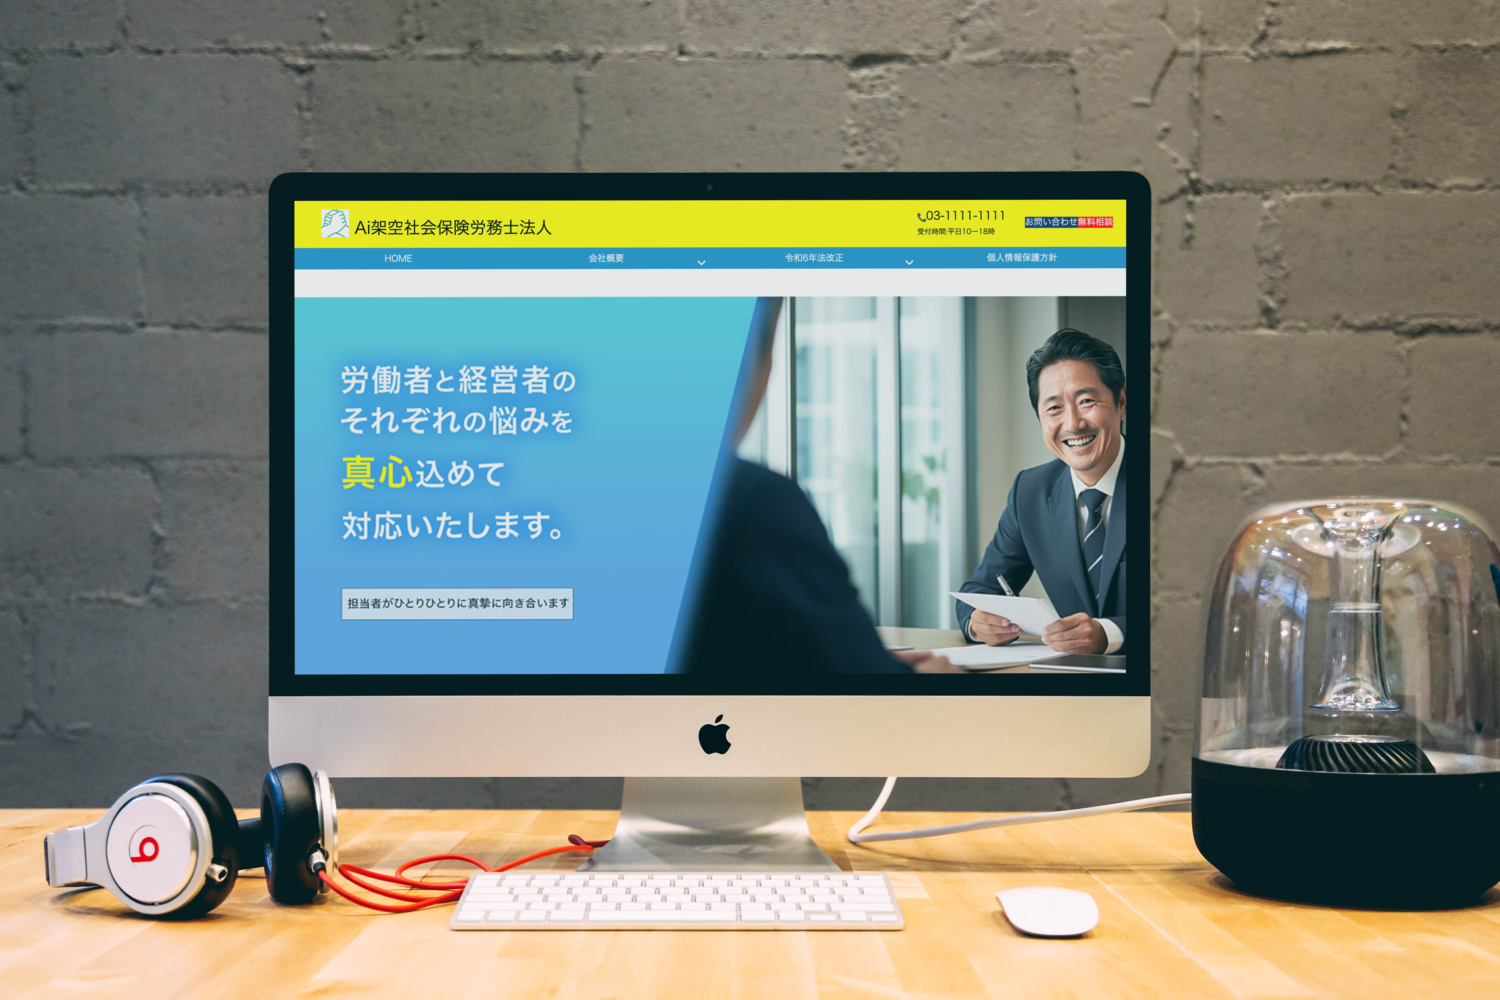 Ai架空社会保険労務士法人
03-1111-1111
受付時間:平日10ー18時
お問い合わせ無料相談
HOME 会社概要 令和6年法改正 個人情報保護方針
労働者と経営者の
それぞれの悩みを
真心込めて
対応いたします。
担当者がひとりひとりに真摯に向き合います
b